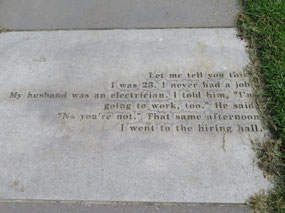 Let me tell you this
I was 23. I never had a job
My husband was an electrician. I told him, "I'm
going to work, too." He said
"No you're not." That same afternoon
I went to the hiring hall.